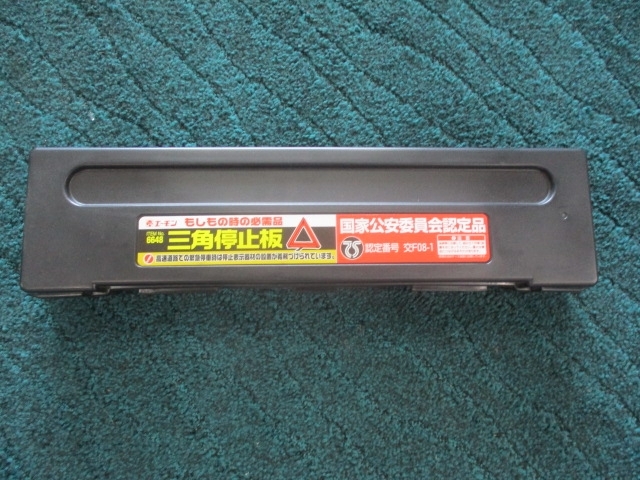 エーモン もしもの時の必需品
ITEM No. 6648 三角停止板
高速道路での緊急停車時は停止表示器材の設置が義務づけられています。
国家公安委員会認定品
認定番号 交F08-1